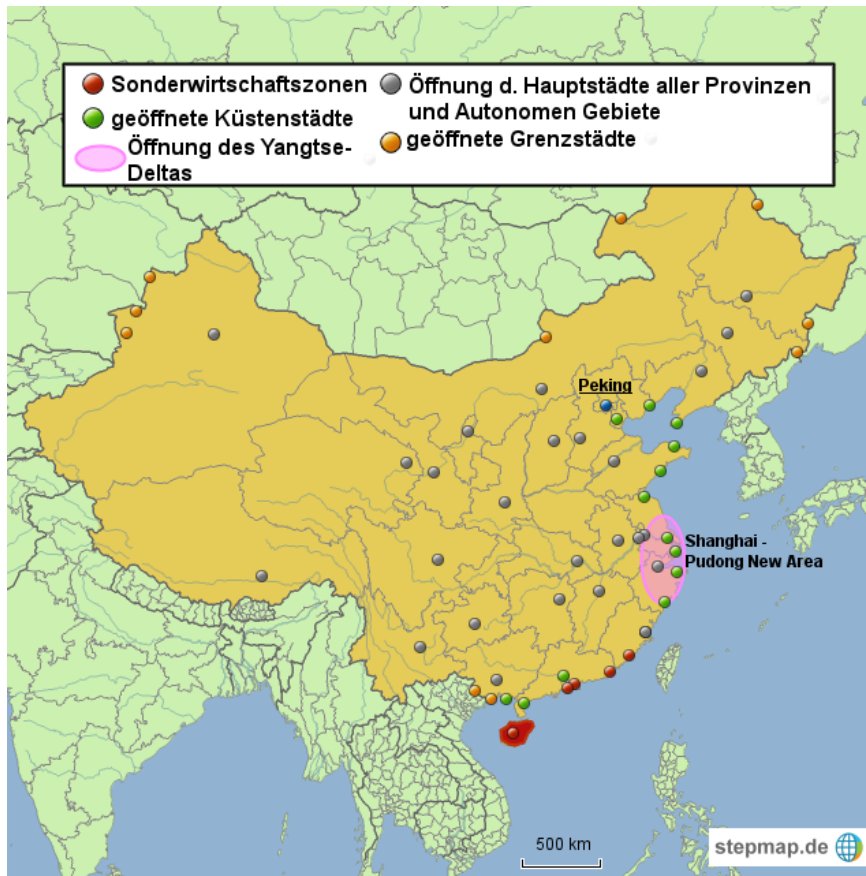 Sonderwirtschaftszonen
geöffnete Küstenstädte
Öffnung des Yangtse-
Deltas
Öffnung d. Hauptstädte aller Provinzen
und Autonomen Gebiete
geöffnete Grenzstädte
Peking
Shanghai -
Pudong New Area
500 km
stepmap.de